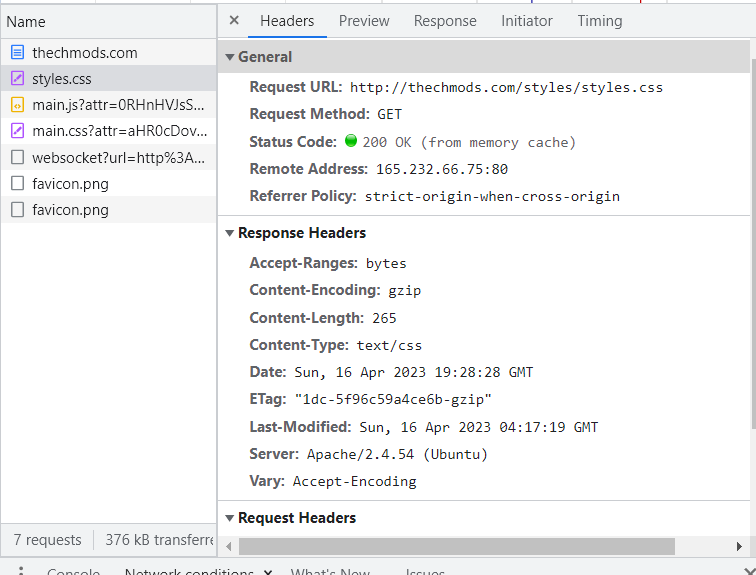 Name
Headers Preview Response Initiator Timing
General
thechmods.com
Request URL: http://thechmods.com/styles/styles.css
styles.css
main.js?attr=0RHnHVJsS...
Request Method: GET
main.css?attr=aHR0cDov...
Status Code: 200 OK (from memory cache)
websocket?url=http%3A...
Remote Address: 165.232.66.75:80
favicon.png
Referrer Policy: strict-origin-when-cross-origin
favicon.png
Response Headers
Accept-Ranges: bytes
Content-Encoding: gzip
Content-Length: 265
Content-Type: text/css
Date: Sun, 16 Apr 2023 19:28:28 GMT
ETag: "1dc-5f96c59a4ce6b-gzip"
Last-Modified: Sun, 16 Apr 2023 04:17:19 GMT
Server: Apache/2.4.54 (Ubuntu)
Vary: Accept-Encoding
Request Headers
7 requests 376 kB transferre
Console Network conditions What's New Issues